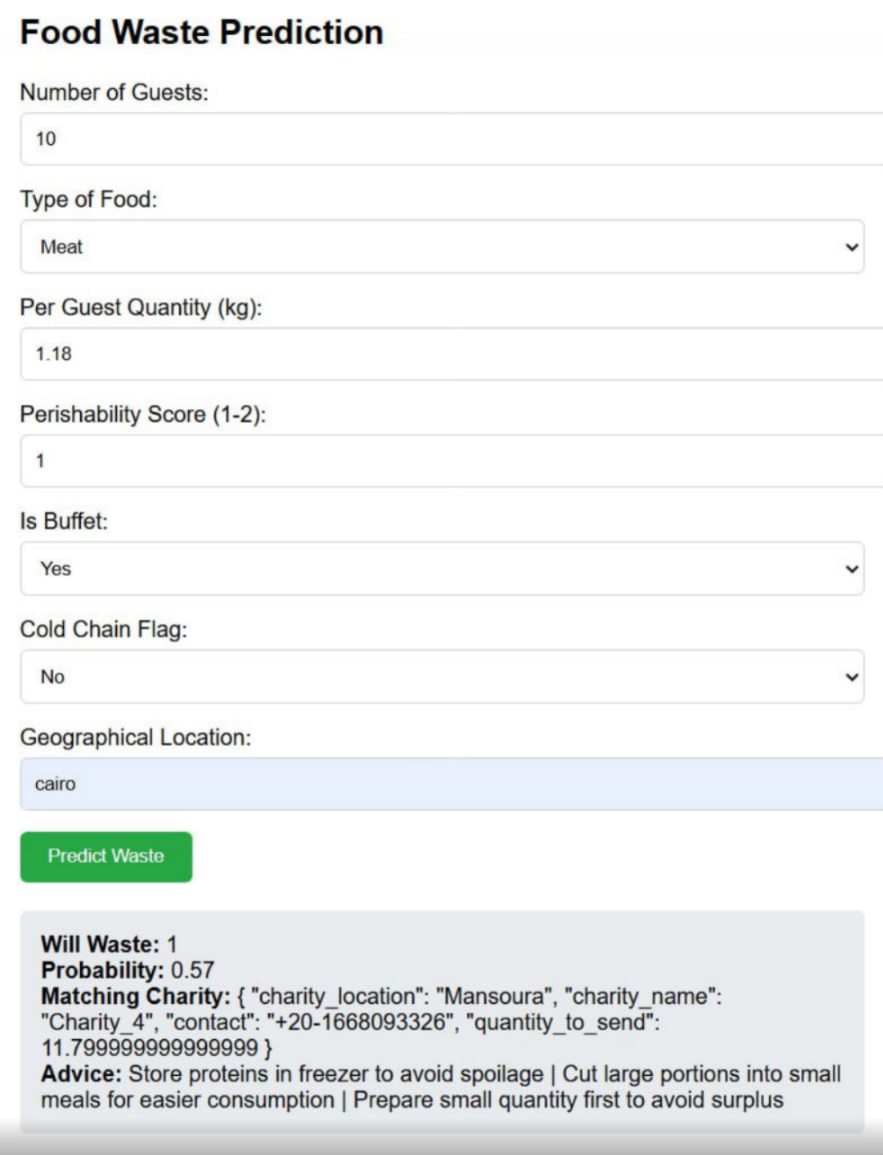 Food Waste Prediction
Number of Guests:
10
Type of Food:
Meat
Per Guest Quantity (kg):
1.18
Perishability Score (1-2):
1
Is Buffet:
Yes
Cold Chain Flag:
No
Geographical Location:
cairo
Predict Waste
Will Waste: 1
Probability: 0.57
Matching Charity: { "charity_location": "Mansoura", "charity_name":
"Charity_4", "contact": "+20-1668093326", "quantity_to_send":
11.799999999999999 }
Advice: Store proteins in freezer to avoid spoilage | Cut large portions into small
meals for easier consumption | Prepare small quantity first to avoid surplus